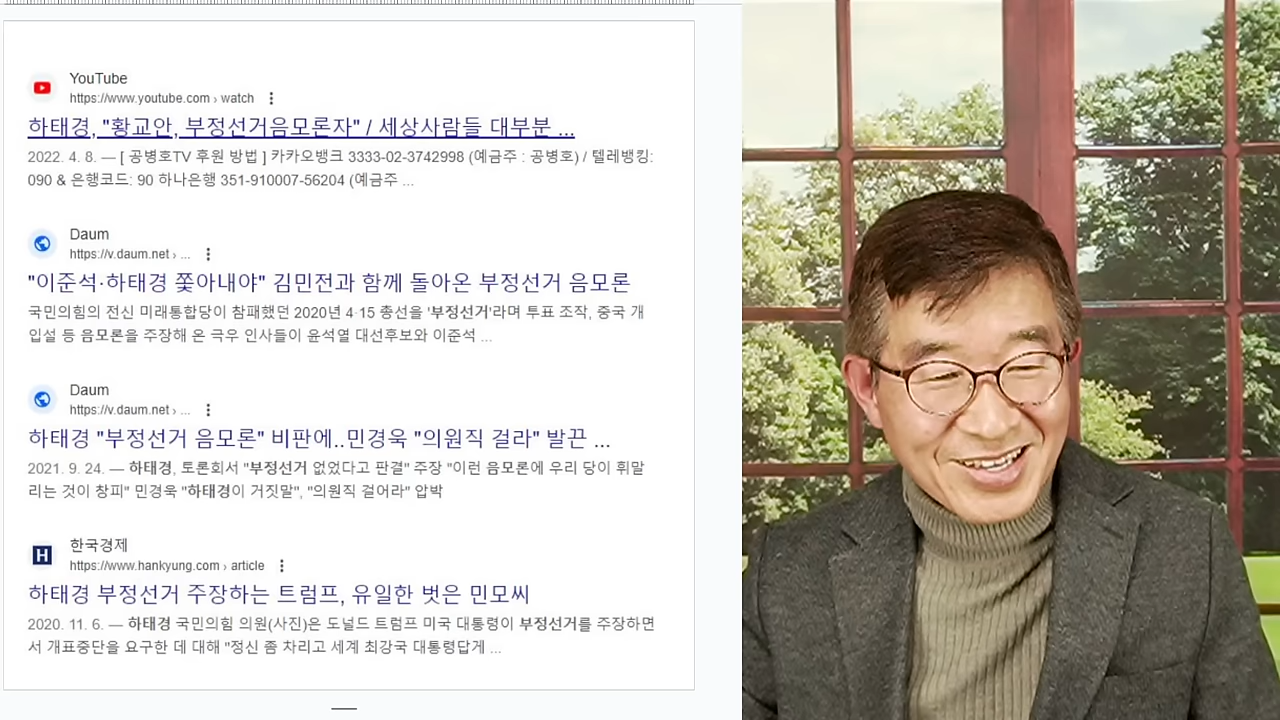 YouTube
https://www.youtube.com › watch
하태경, "황교안, 부정선거음모론자" / 세상사람들 대부분 ...
2022. 4. 8. — [ 공병호TV 후원 방법 ] 카카오뱅크 3333-02-3742998 (예금주 : 공병호) / 텔레뱅킹:
090 & 은행코드: 90 하나은행 351-910007-56204 (예금주 ...
Daum
https://v.daum.net › ...
"이준석·하태경 쫓아내야" 김민전과 함께 돌아온 부정선거 음모론
국민의힘의 전신 미래통합당이 참패했던 2020년 4·15 총선을 '부정선거'라며 투표 조작, 중국 개
입설 등 음모론을 주장해 온 극우 인사들이 윤석열 대선후보와 이준석 ...
Daum
https://v.daum.net › ...
하태경 "부정선거 음모론" 비판에..민경욱 "의원직 걸라" 발끈 ...
2021. 9. 24. — 하태경, 토론회서 "부정선거 없었다고 판결" 주장 "이런 음모론에 우리 당이 휘말
리는 것이 창피" 민경욱 "하태경이 거짓말", "의원직 걸어라" 압박
H
한국경제
https://www.hankyung.com › article
하태경 부정선거 주장하는 트럼프, 유일한 벗은 민모씨
2020. 11. 6. — 하태경 국민의힘 의원(사진)은 도널드 트럼프 미국 대통령이 부정선거를 주장하면
서 개표중단을 요구한 데 대해 "정신 좀 차리고 세계 최강국 대통령답게 ...